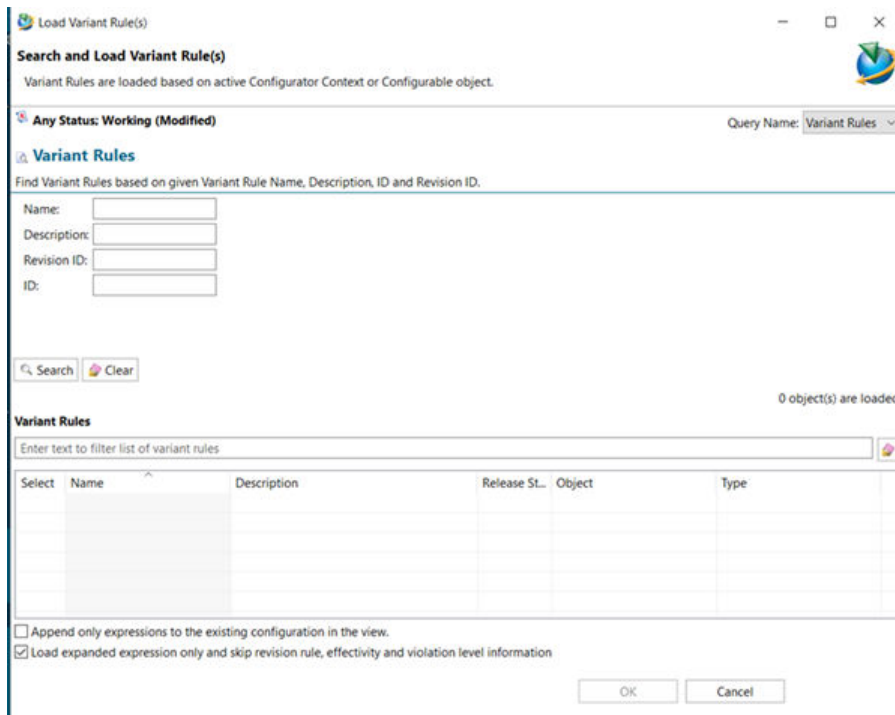 Load Variant Rule(s)
Search and Load Variant Rule(s)
Variant Rules are loaded based on active Configurator Context or Configurable object.
Any Status; Working (Modified)
Query Name: Variant Rules
Variant Rules
Find Variant Rules based on given Variant Rule Name, Description, ID and Revision ID.
Name:
Description:
Revision ID:
ID:
Search Clear
0 object(s) are loaded
Variant Rules
Enter text to filter list of variant rules
Select Name Description Release St... Object Type
Append only expressions to the existing configuration in the view.
Load expanded expression only and skip revision rule, effectivity and violation level information
OK Cancel